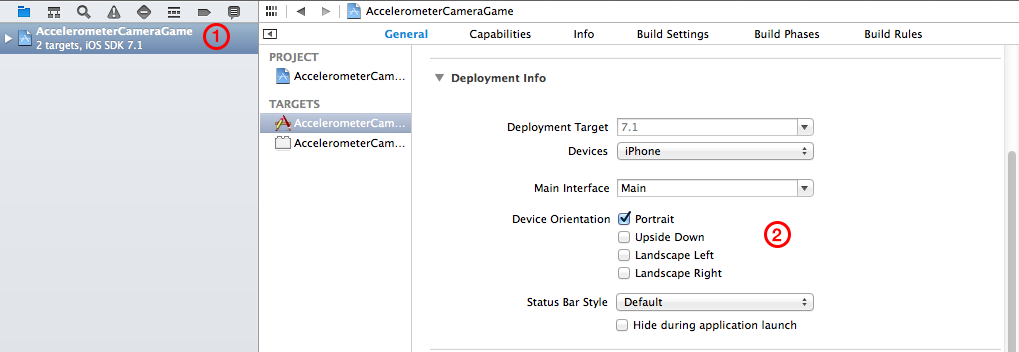 AccelerometerCameraGame
AccelerometerCameraGame
2 targets, iOS SDK 7.1
1
General Capabilities Info Build Settings Build Phases Build Rules
PROJECT
AccelerometerCam...
TARGETS
AccelerometerCam...
AccelerometerCam...
Deployment Info
Deployment Target 7.1
Devices iPhone
Main Interface Main
Device Orientation Portrait
Upside Down
2
Landscape Left
Landscape Right
Status Bar Style Default
Hide during application launch